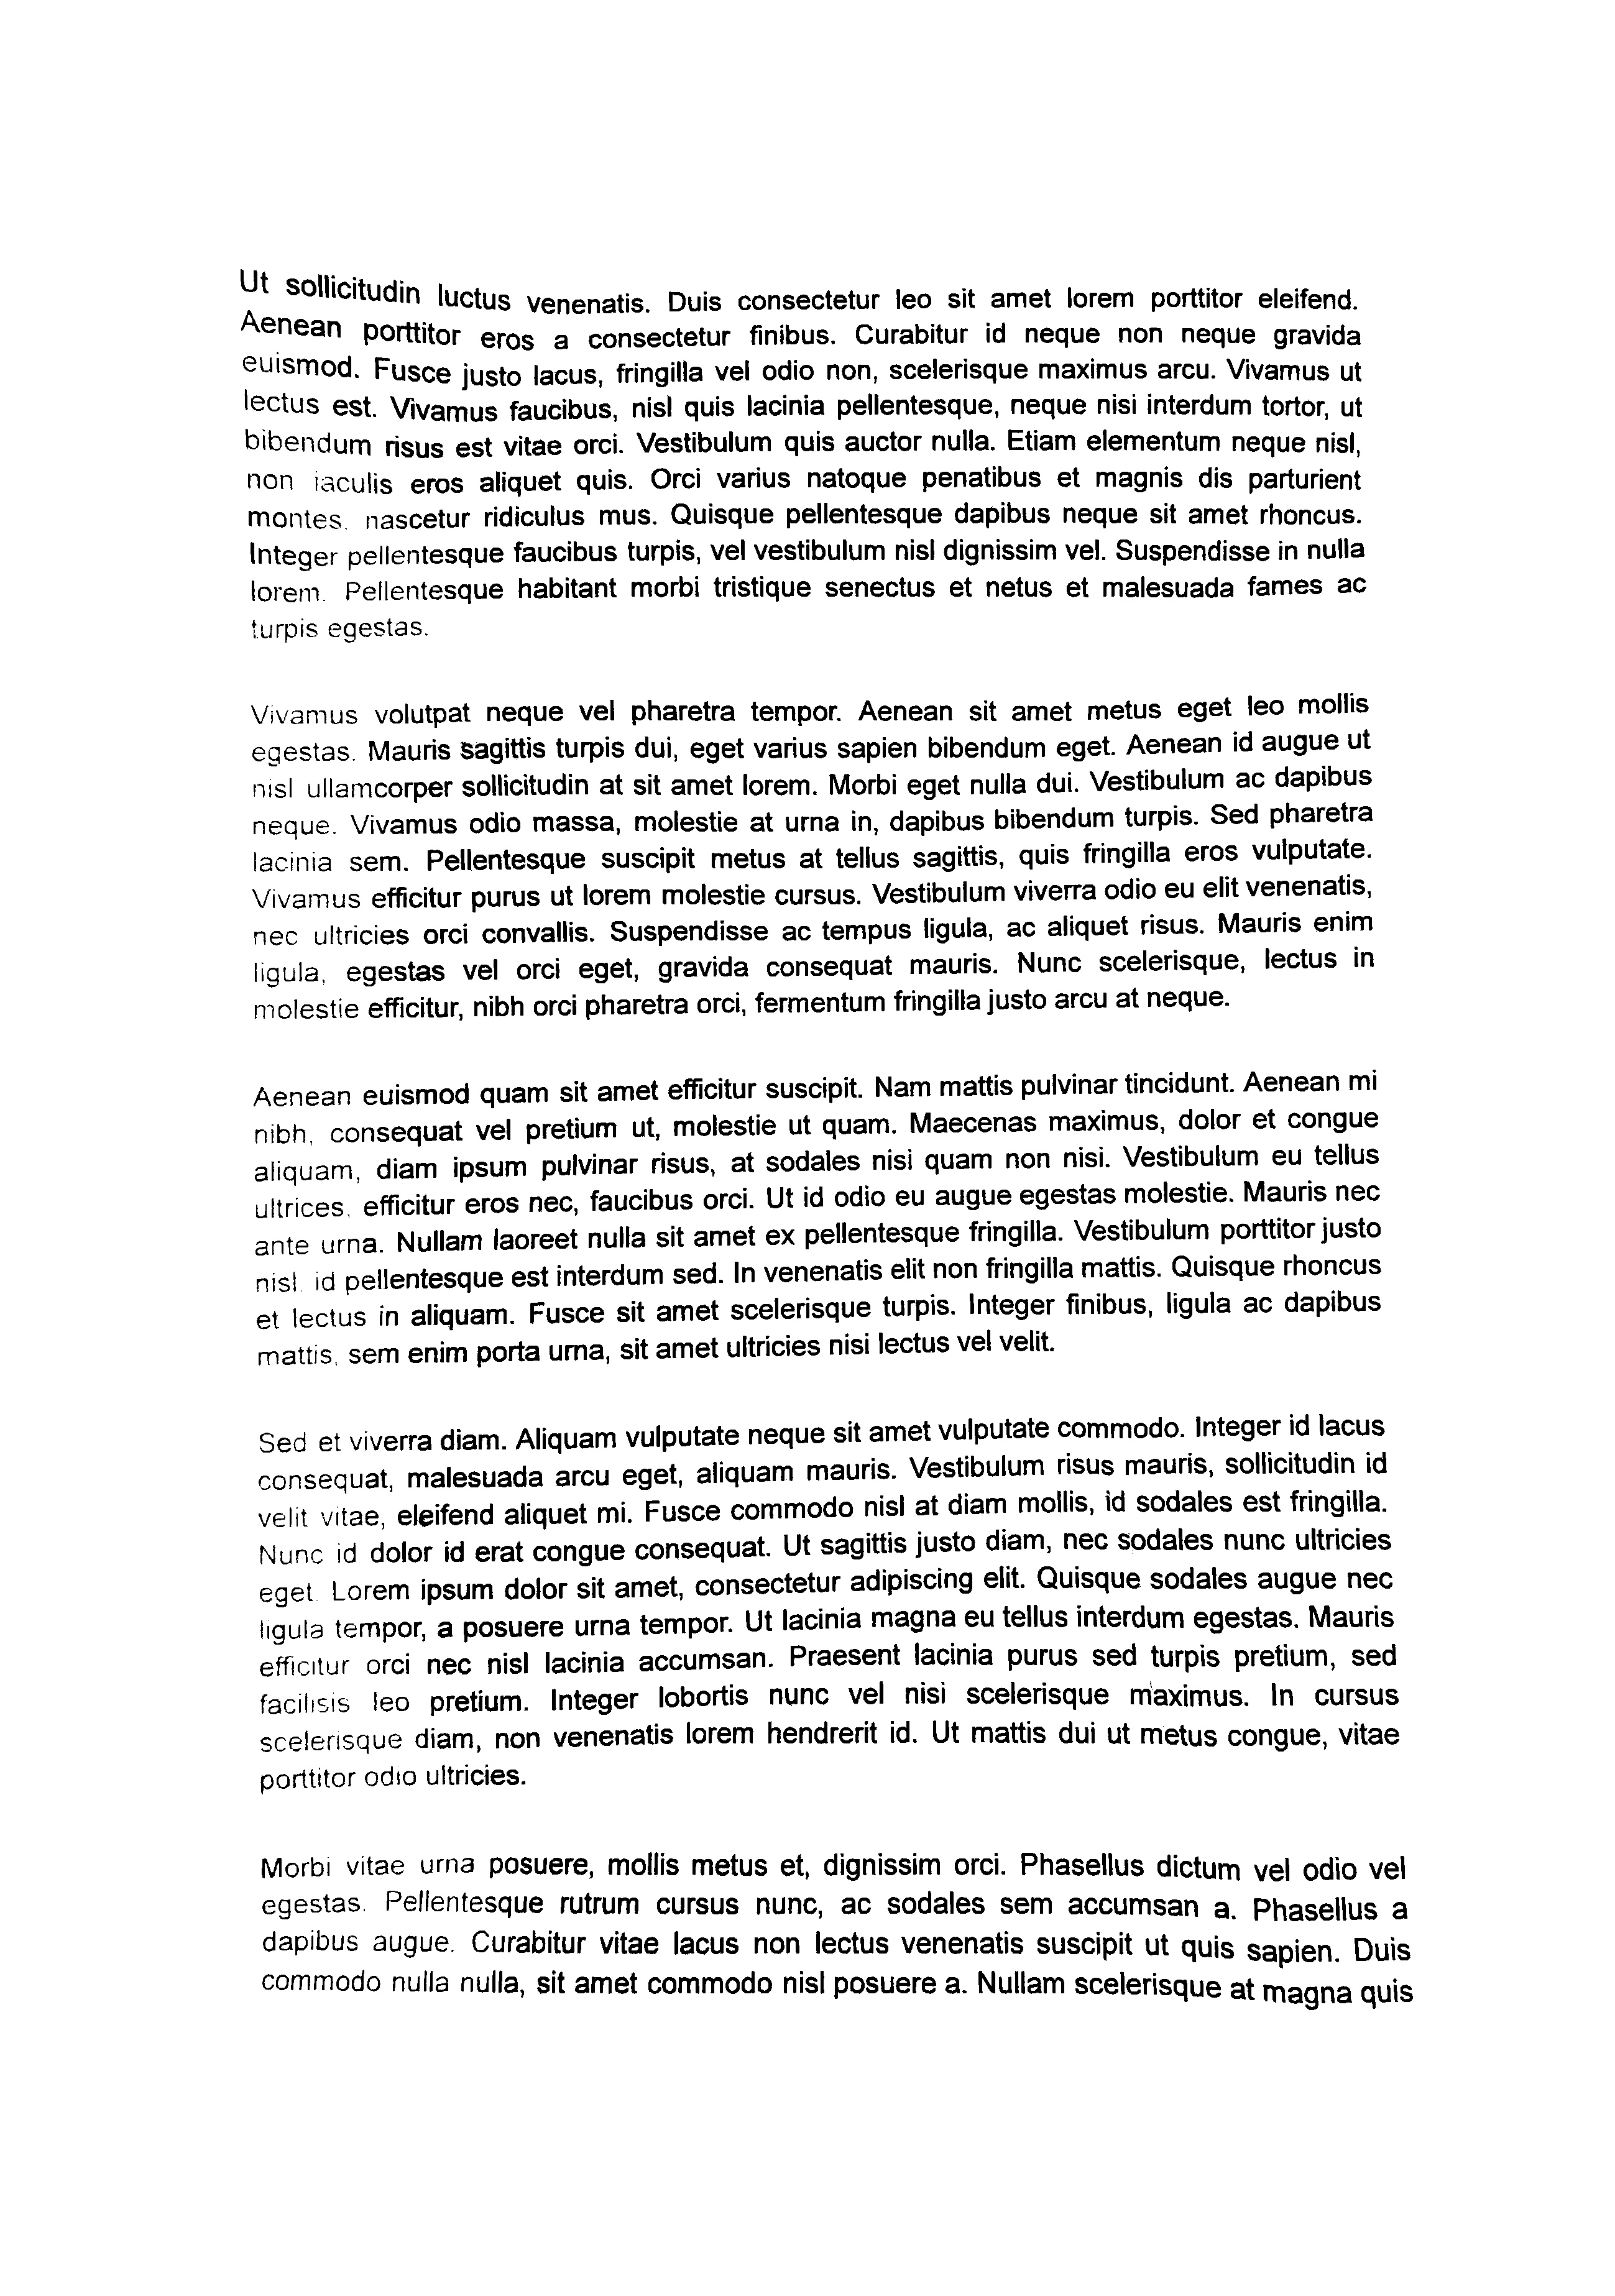 Ut sollicitudin luctus venenatis. Duis consectetur leo sit amet lorem porttitor eleifend.
Aenean porttitor eros a consectetur finibus. Curabitur id neque non neque gravida
euismod. Fusce justo lacus, fringilla vel odio non, scelerisque maximus arcu. Vivamus ut
lectus est. Vivamus faucibus, nisl quis lacinia pellentesque, neque nisi interdum tortor, ut
bibendum risus est vitae orci. Vestibulum quis auctor nulla. Etiam elementum neque nisl,
non iaculis eros aliquet quis. Orci varius natoque penatibus et magnis dis parturient
montes, nascetur ridiculus mus. Quisque pellentesque dapibus neque sit amet rhoncus.
Integer pellentesque faucibus turpis, vel vestibulum nisl dignissim vel. Suspendisse in nulla
lorem. Pellentesque habitant morbi tristique senectus et netus et malesuada fames ac
turpis egestas.
Vivamus volutpat neque vel pharetra tempor. Aenean sit amet metus eget leo mollis
egestas. Mauris sagittis turpis dui, eget varius sapien bibendum eget. Aenean id augue ut
nisl ullamcorper sollicitudin at sit amet lorem. Morbi eget nulla dui. Vestibulum ac dapibus
neque. Vivamus odio massa, molestie at urna in, dapibus bibendum turpis. Sed pharetra
lacinia sem. Pellentesque suscipit metus at tellus sagittis, quis fringilla eros vulputate.
Vivamus efficitur purus ut lorem molestie cursus. Vestibulum viverra odio eu elit venenatis,
nec ultricies orci convallis. Suspendisse ac tempus ligula, ac aliquet risus. Mauris enim
ligula, egestas vel orci eget, gravida consequat mauris. Nunc scelerisque, lectus in
molestie efficitur, nibh orci pharetra orci, fermentum fringilla justo arcu at neque.
Aenean euismod quam sit amet efficitur suscipit. Nam mattis pulvinar tincidunt. Aenean mi
nibh, consequat vel pretium ut, molestie ut quam. Maecenas maximus, dolor et congue
aliquam, diam ipsum pulvinar risus, at sodales nisi quam non nisi. Vestibulum eu tellus
ultrices, efficitur eros nec, faucibus orci. Ut id odio eu augue egestas molestie. Mauris nec
ante urna. Nullam laoreet nulla sit amet ex pellentesque fringilla. Vestibulum porttitor justo
nisl, id pellentesque est interdum sed. In venenatis elit non fringilla mattis. Quisque rhoncus
et lectus in aliquam. Fusce sit amet scelerisque turpis. Integer finibus, ligula ac dapibus
mattis, sem enim porta urna, sit amet ultricies nisi lectus vel velit.
Sed et viverra diam. Aliquam vulputate neque sit amet vulputate commodo. Integer id lacus
consequat, malesuada arcu eget, aliquam mauris. Vestibulum risus mauris, sollicitudin id
velit vitae, eleifend aliquet mi. Fusce commodo nisl at diam mollis, id sodales est fringilla.
Nunc id dolor id erat congue consequat. Ut sagittis justo diam, nec sodales nunc ultricies
eget. Lorem ipsum dolor sit amet, consectetur adipiscing elit. Quisque sodales augue nec
ligula tempor, a posuere urna tempor. Ut lacinia magna eu tellus interdum egestas. Mauris
efficitur orci nec nisl lacinia accumsan. Praesent lacinia purus sed turpis pretium, sed
facilisis leo pretium. Integer lobortis nunc vel nisi scelerisque maximus. In cursus
scelerisque diam, non venenatis lorem hendrerit id. Ut mattis dui ut metus congue, vitae
porttitor odio ultricies.
Morbi vitae urna posuere, mollis metus et, dignissim orci. Phasellus dictum vel odio vel
egestas. Pellentesque rutrum cursus nunc, ac sodales sem accumsan a. Phasellus a
dapibus augue. Curabitur vitae lacus non lectus venenatis suscipit ut quis sapien. Duis
commodo nulla nulla, sit amet commodo nisl posuere a. Nullam scelerisque at magna quis